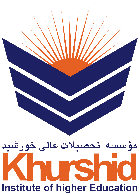 مؤسسه تحصیلات عالی خورشید
Khurshid
Institute of higher Education